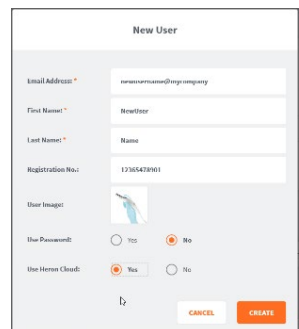 New User
Email Address: * newusername@mycompany
First Name: * NewUser
Last Name: * Name
Registration No.: 12365478901
User Image:
Use Password: Yes No
Use Heron Cloud: Yes No
CANCEL CREATE